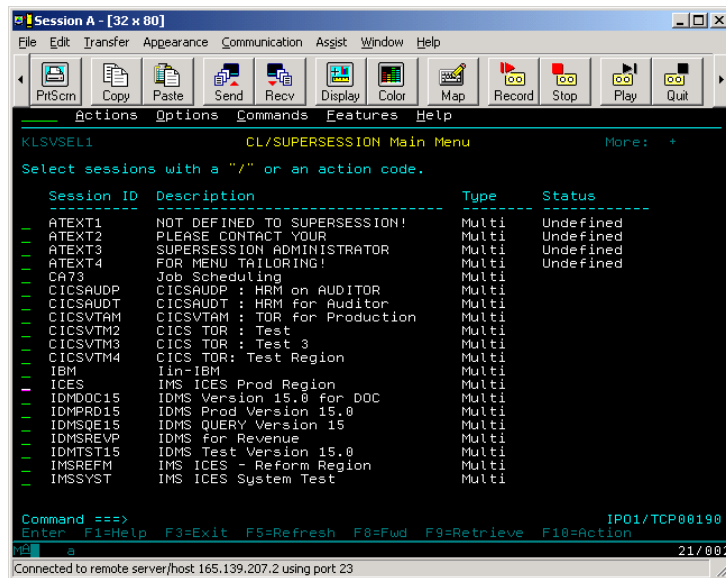 Session A - [32 x 80]
File Edit Transfer Appearance Communication Assist Window Help
PrtScrn Copy Paste Send Recv Display Color Map Record Stop Play Quit
Actions Options Commands Features Help
KLSVSEL1 CL/SUPERSESSION Main Menu More: +
Select sessions with a "/" or an action code.
Session ID Description Type Status
_ ATEXT1 NOT DEFINED TO SUPERSESSION! Multi Undefined
_ ATEXT2 PLEASE CONTACT YOUR Multi Undefined
_ ATEXT3 SUPERSESSION ADMINISTRATOR Multi Undefined
_ ATEXT4 FOR MENU TAILORING! Multi Undefined
_ CA73 Job Scheduling Multi
_ CICSAUDP CICSAUDP : HRM on AUDITOR Multi
_ CICSAUDT CICSAUDT : HRM for Auditor Multi
_ CICSVTAM CICSVTAM : TOR for Production Multi
_ CICSVTM2 CICS TOR : Test Multi
_ CICSVTM3 CICS TOR : Test 3 Multi
_ CICSVTM4 CICS TOR: Test Region Multi
_ IBM Iin-IBM Multi
_ ICES IMS ICES Prod Region Multi
_ IDMDOC15 IDMS Version 15.0 for DOC Multi
_ IDMPRD15 IDMS Prod Version 15.0 Multi
_ IDMSQE15 IDMS QUERY Version 15 Multi
_ IDMSREVP IDMS for Revenue Multi
_ IDMTST15 IDMS Test Version 15.0 Multi
_ IMSREFM IMS ICES - Reform Region Multi
_ IMSSYST IMS ICES System Test Multi
Command ===> IPO1/TCP00190
Enter F1=Help F3=Exit F5=Refresh F8=Fwd F9=Retrieve F10=Action
MA a 21/002
Connected to remote server/host 165.139.207.2 using port 23